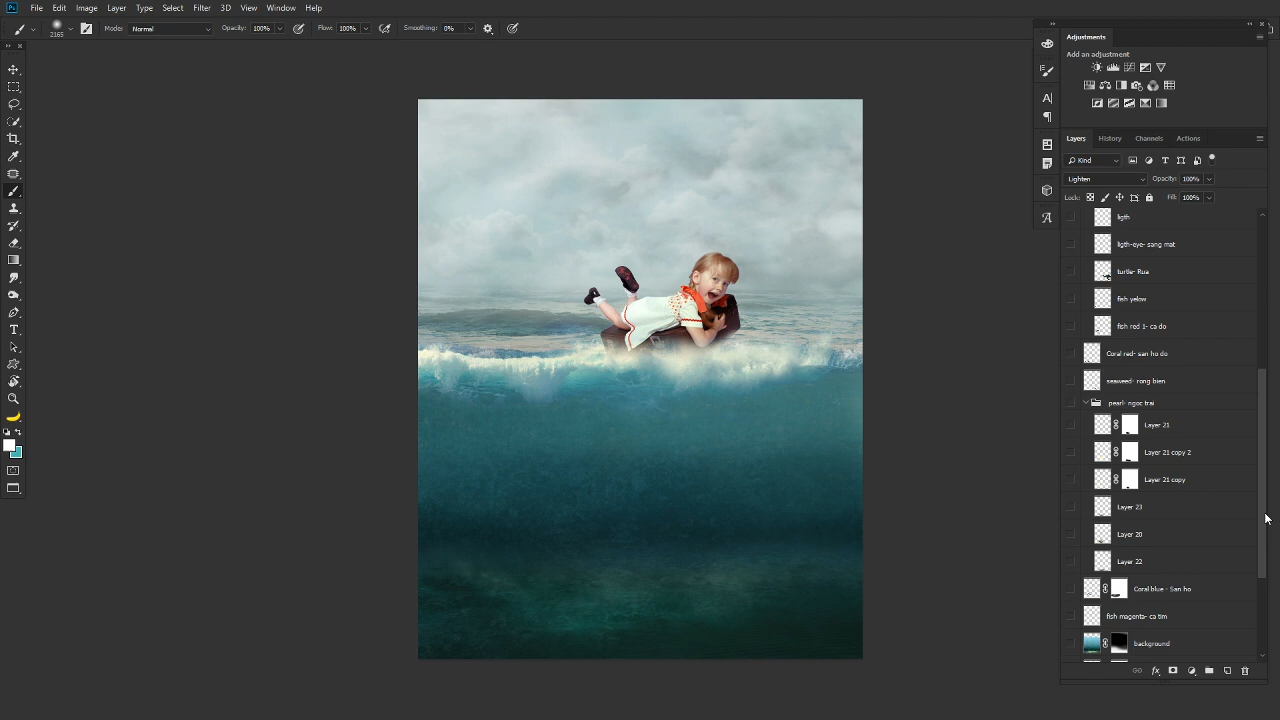 Ps File Edit Image Layer Type Select Filter 3D View Window Help
2165 Mode: Normal Opacity: 100% Flow: 100% Smoothing: 0%
Adjustments
Add an adjustment
Layers History Channels Actions
Kind
Lighten Opacity: 100%
Lock: Fill: 100%
ligth
ligth-eye- sang mat
turtle- Rua
fish yelow
fish red 1- ca do
Coral red- san ho do
seaweed- rong bien
pearl- ngoc trai
Layer 21
Layer 21 copy 2
Layer 21 copy
Layer 23
Layer 20
Layer 22
Coral blue - San ho
fish magenta- ca tim
background